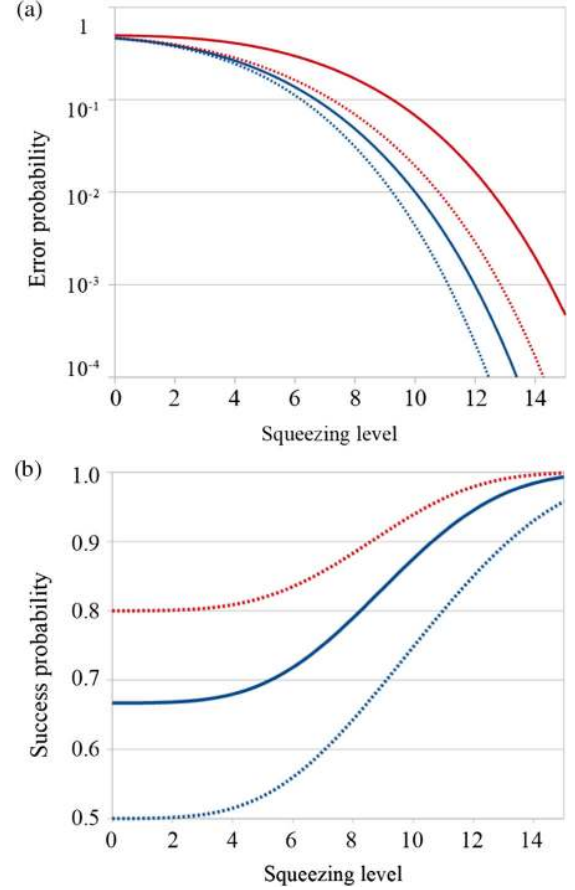 (a)
1
10-1
10-2
10-3
10-4
Error probability
0 2 4 6 8 10 12 14
Squeezing level
(b)
1.0
0.9
0.8
0.7
0.6
0.5
Success probability
0 2 4 6 8 10 12 14
Squeezing level